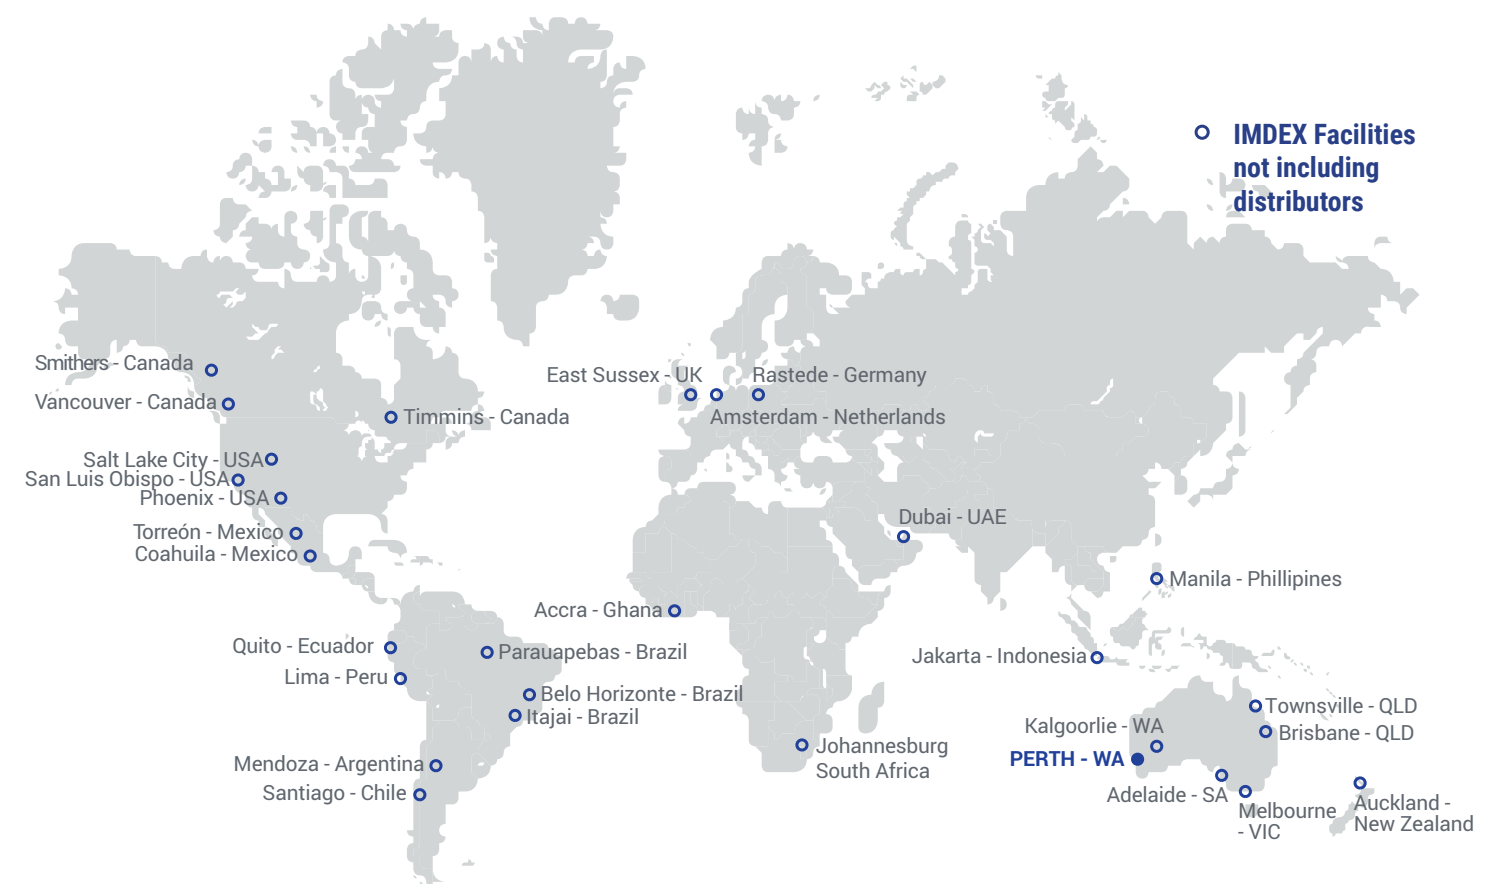 IMDEX Facilities
not including
distributors
Smithers - Canada
Vancouver - Canada
Timmins - Canada
Salt Lake City - USA
San Luis Obispo - USA
Phoenix - USA
Torreón - Mexico
Coahuila - Mexico
East Sussex - UK
Rastede - Germany
Amsterdam - Netherlands
Dubai - UAE
Manila - Phillipines
Accra - Ghana
Quito - Ecuador
Parauapebas - Brazil
Lima - Peru
Belo Horizonte - Brazil
Itajai - Brazil
Jakarta - Indonesia
Mendoza - Argentina
Santiago - Chile
Johannesburg
South Africa
Townsville - QLD
Kalgoorlie - WA
Brisbane - QLD
PERTH - WA
Adelaide - SA
Melbourne
- VIC
Auckland -
New Zealand